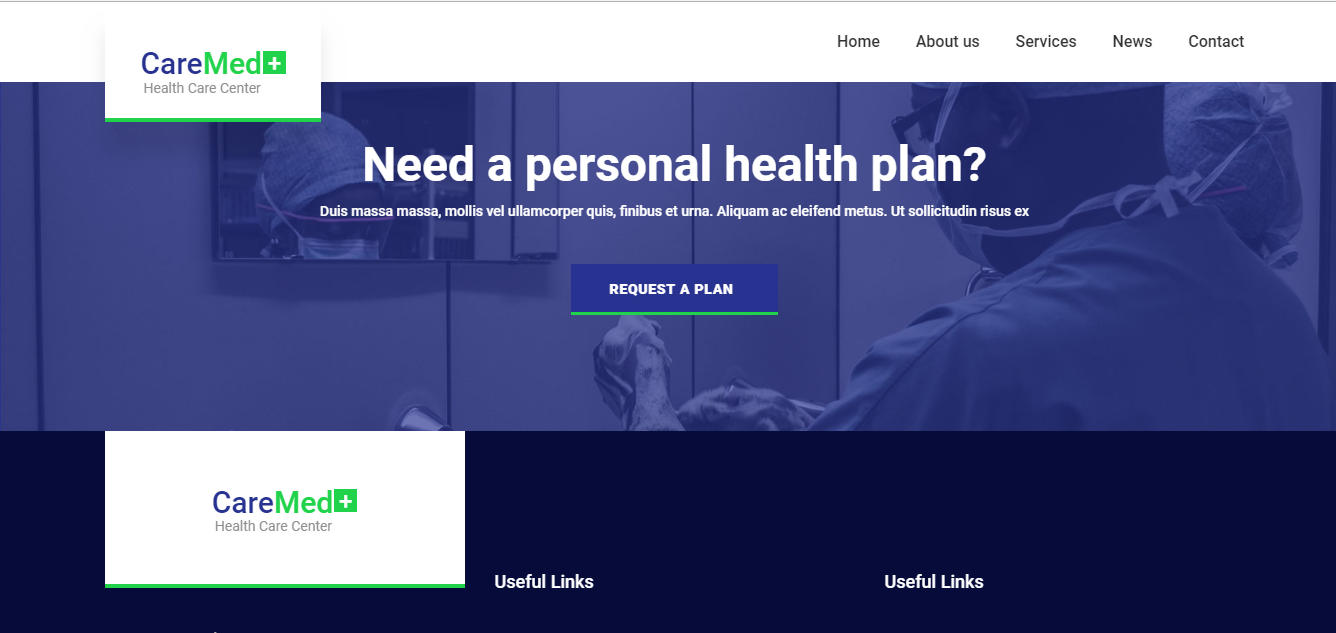 Home About us Services News Contact
CareMed+
Health Care Center
Need a personal health plan?
Duis massa massa, mollis vel ullamcorper quis, finibus et urna. Aliquam ac eleifend metus. Ut sollicitudin risus ex
REQUEST A PLAN
CareMed+
Health Care Center
Useful Links Useful Links